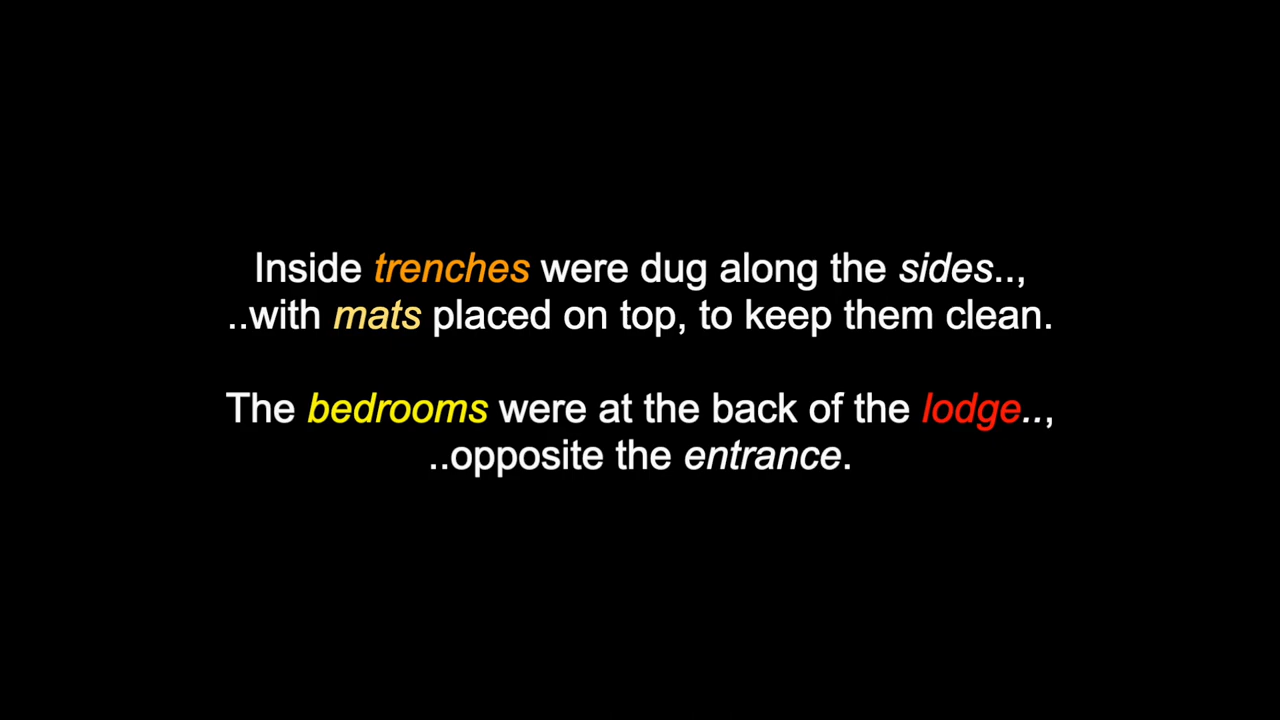 Inside trenches were dug along the sides..,
..with mats placed on top, to keep them clean.
The bedrooms were at the back of the lodge..,
..opposite the entrance.